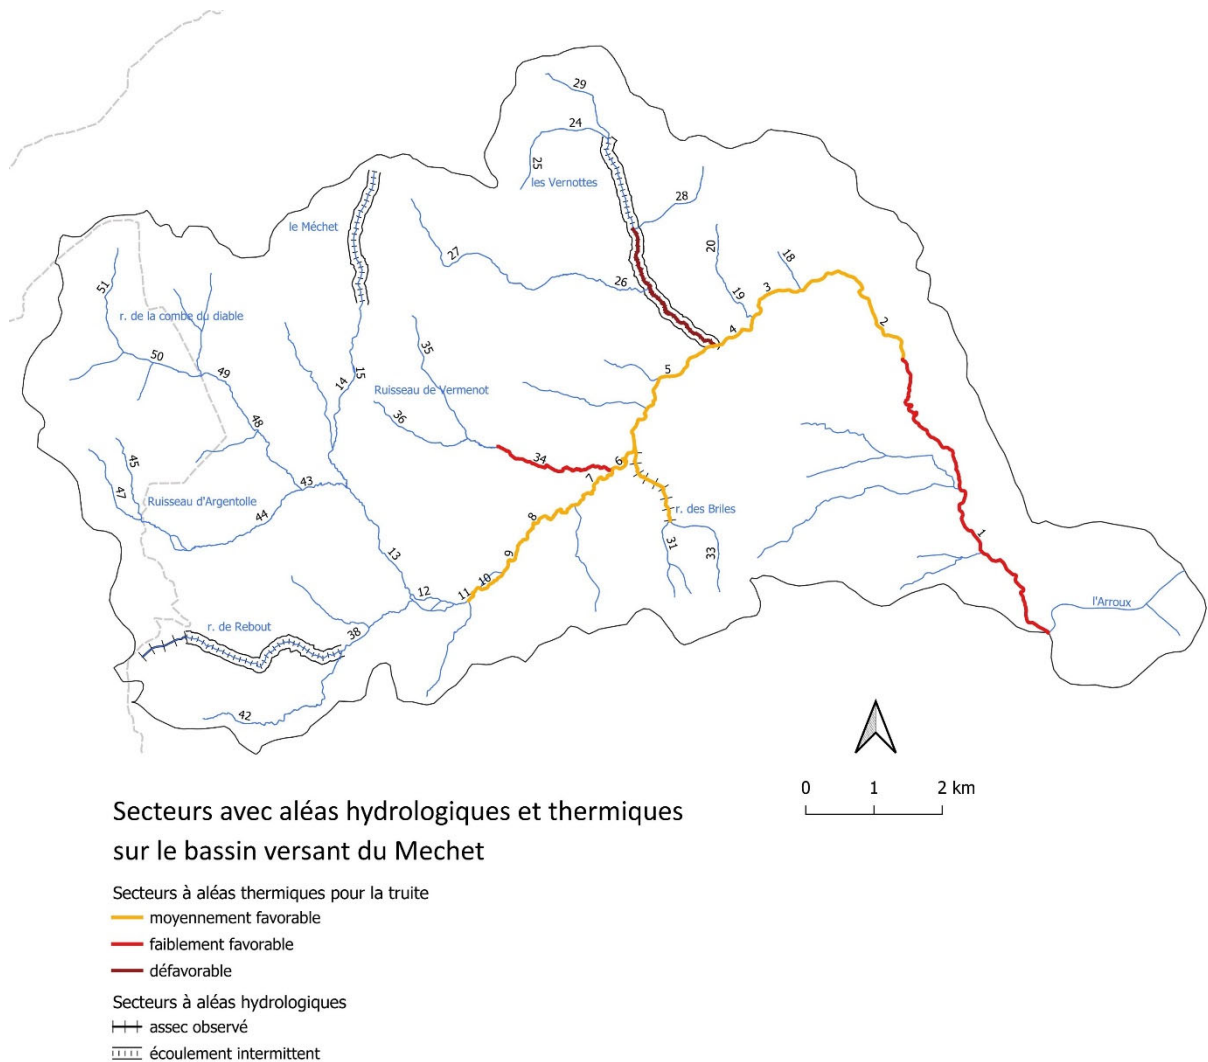 29
24
25
les Vernottes
28
le Méchet
20
18
27
26
3
19
51
r. de la combe du diable
4
2
35
50
49
15
14
5
Ruisseau de Vermenot
36
48
45
34
6
47
43
7
Ruisseau d'Argentolle
44
8
r. des Briles
1
31
33
13
9
10
12
11
l'Arroux
r. de Rebout
38
42
0 1 2 km
Secteurs avec aléas hydrologiques et thermiques
sur le bassin versant du Mechet
Secteurs à aléas thermiques pour la truite
moyennement favorable
faiblement favorable
défavorable
Secteurs à aléas hydrologiques
assec observé
écoulement intermittent